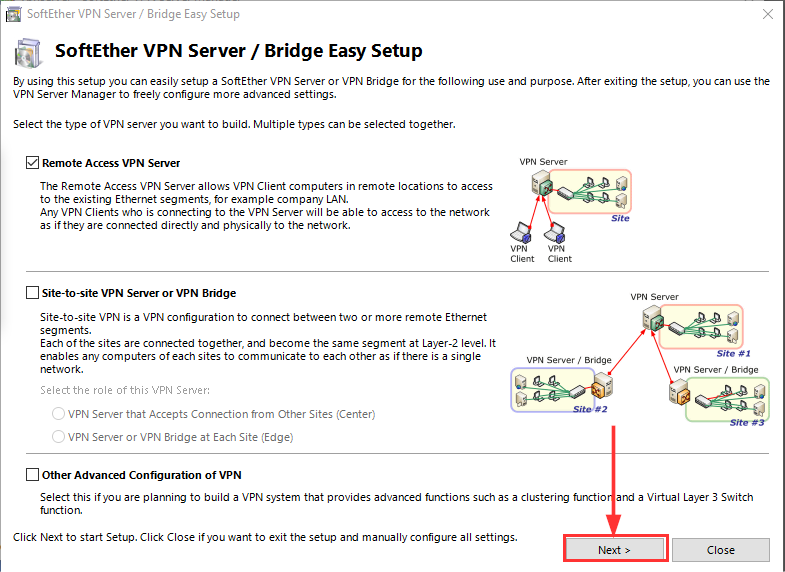 SoftEther VPN Server / Bridge Easy Setup
SoftEther VPN Server / Bridge Easy Setup
By using this setup you can easily setup a SoftEther VPN Server or VPN Bridge for the following use and purpose. After exiting the setup, you can use the
VPN Server Manager to freely configure more advanced settings.
Select the type of VPN server you want to build. Multiple types can be selected together.
Remote Access VPN Server
The Remote Access VPN Server allows VPN Client computers in remote locations to access
to the existing Ethernet segments, for example company LAN.
Any VPN Clients who is connecting to the VPN Server will be able to access to the network
as if they are connected directly and physically to the network.
VPN Server
Site
VPN
Client
VPN
Client
Site-to-site VPN Server or VPN Bridge
Site-to-site VPN is a VPN configuration to connect between two or more remote Ethernet
segments.
Each of the sites are connected together, and become the same segment at Layer-2 level. It
enables any computers of each sites to communicate to each other as if there is a single
network.
Select the role of this VPN Server:
VPN Server that Accepts Connection from Other Sites (Center)
VPN Server or VPN Bridge at Each Site (Edge)
VPN Server
Site #1
VPN Server / Bridge
Site #2
VPN Server / Bridge
Site #3
Other Advanced Configuration of VPN
Select this if you are planning to build a VPN system that provides advanced functions such as a clustering function and a Virtual Layer 3 Switch
function.
Click Next to start Setup. Click Close if you want to exit the setup and manually configure all settings.
Next >
Close